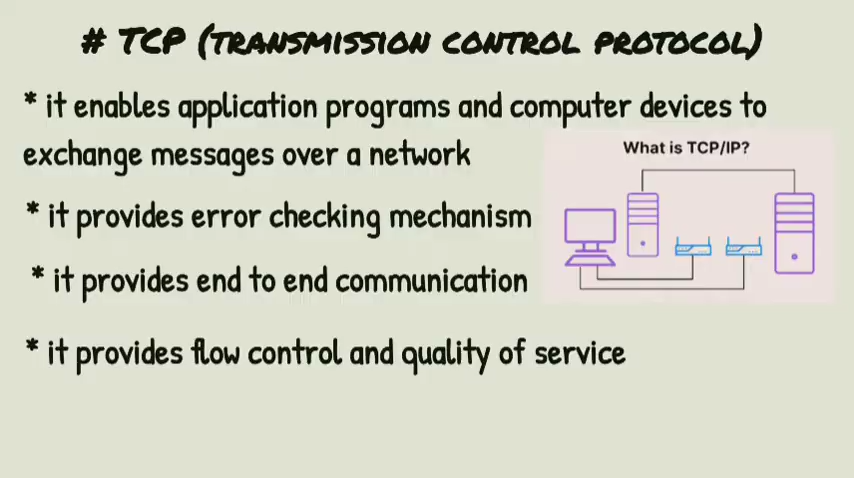 # TCP (TRANSMISSION CONTROL PROTOCOL)
* it enables application programs and computer devices to
exchange messages over a network
What is TCP/IP?
* it provides error checking mechanism
* it provides end to end communication
* it provides flow control and quality of service